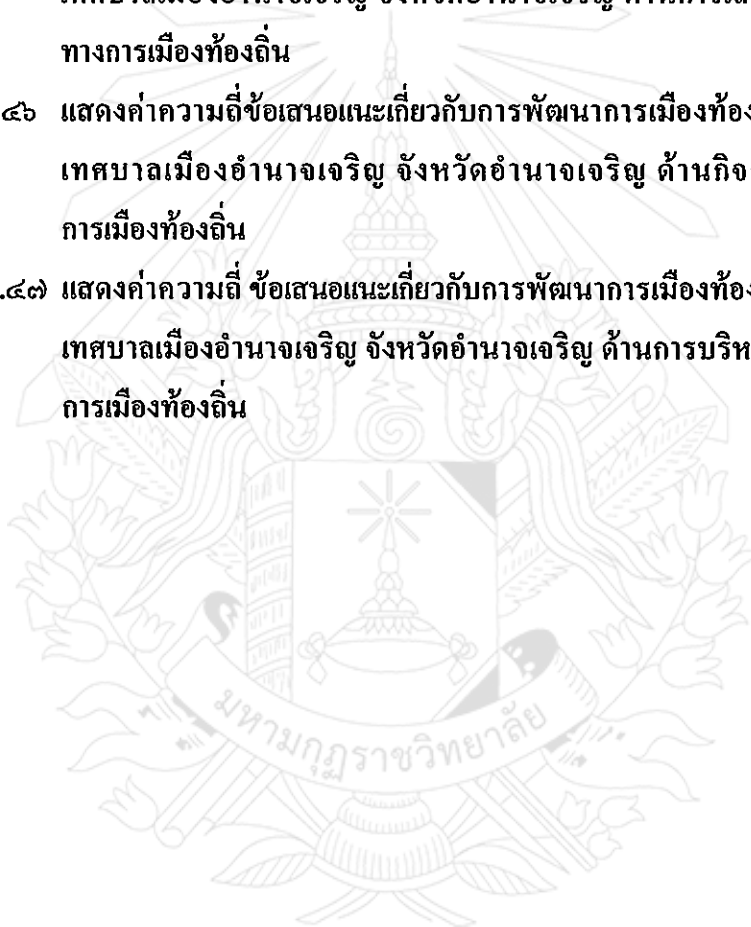 ทางการเมืองท้องถิ่น
๔๖ แสดงค่าความถี่ข้อเสนอแนะเกี่ยวกับการพัฒนาการเมืองท้อง
เทศบาลเมืองอำนาจเจริญ จังหวัดอำนาจเจริญ ด้านกิจ
การเมืองท้องถิ่น
.๔๗ แสดงค่าความถี่ ข้อเสนอแนะเกี่ยวกับการพัฒนาการเมืองท้อง
เทศบาลเมืองอำนาจเจริญ จังหวัดอำนาจเจริญ ด้านการบริห
การเมืองท้องถิ่น
มหามกุฏราชวิทยาลัย